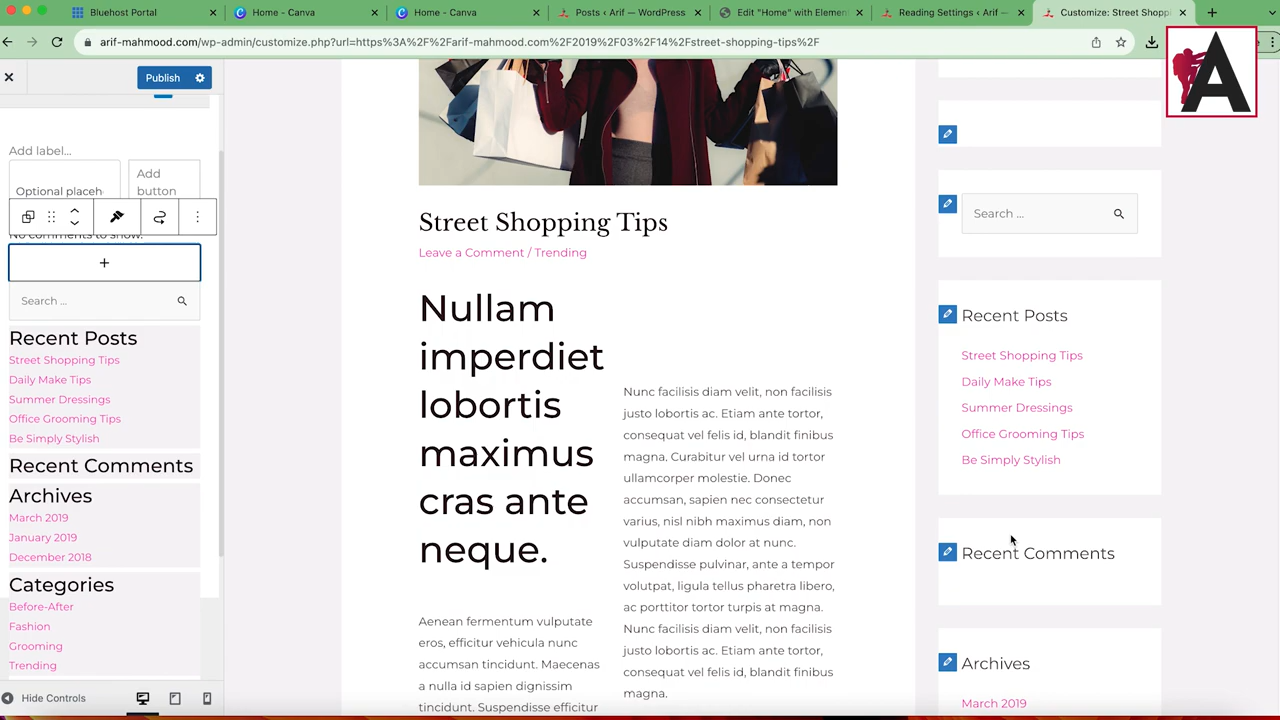 Bluehost Portal
Home - Canva
Home - Canva
Posts ‹ Arif — WordPress
Edit "Home" with Elemen
Reading Settings ‹ Arif —
Customize: Street Shoppi
arif-mahmood.com/wp-admin/customize.php?url=https%3A%2F%2Farif-mahmood.com%2F2019%2F03%2F14%2Fstreet-shopping-tips%2F
A
Publish
Add label...
Optional placeh
Add
button
No comments to show.
Search ...
Recent Posts
Street Shopping Tips
Daily Make Tips
Summer Dressings
Office Grooming Tips
Be Simply Stylish
Recent Comments
Archives
March 2019
January 2019
December 2018
Categories
Before-After
Fashion
Grooming
Trending
Hide Controls
Street Shopping Tips
Leave a Comment / Trending
Nullam
imperdiet
lobortis
maximus
cras ante
neque.
Aenean fermentum vulputate
eros, efficitur vehicula nunc
accumsan tincidunt. Maecenas
a nulla id sapien dignissim
tincidunt. Suspendisse efficitur
Nunc facilisis diam velit, non facilisis
justo lobortis ac. Etiam ante tortor,
consequat vel felis id, blandit finibus
magna. Curabitur vel urna id tortor
ullamcorper molestie. Donec
accumsan, sapien nec consectetur
varius, nisl nibh maximus diam, non
vulputate diam dolor at nunc.
Suspendisse pulvinar, ante a tempor
volutpat, ligula tellus pharetra libero,
ac porttitor tortor turpis at magna.
Nunc facilisis diam velit, non facilisis
justo lobortis ac. Etiam ante tortor,
consequat vel felis id, blandit finibus
magna.
Search ...
Recent Posts
Street Shopping Tips
Daily Make Tips
Summer Dressings
Office Grooming Tips
Be Simply Stylish
Recent Comments
Archives
March 2019